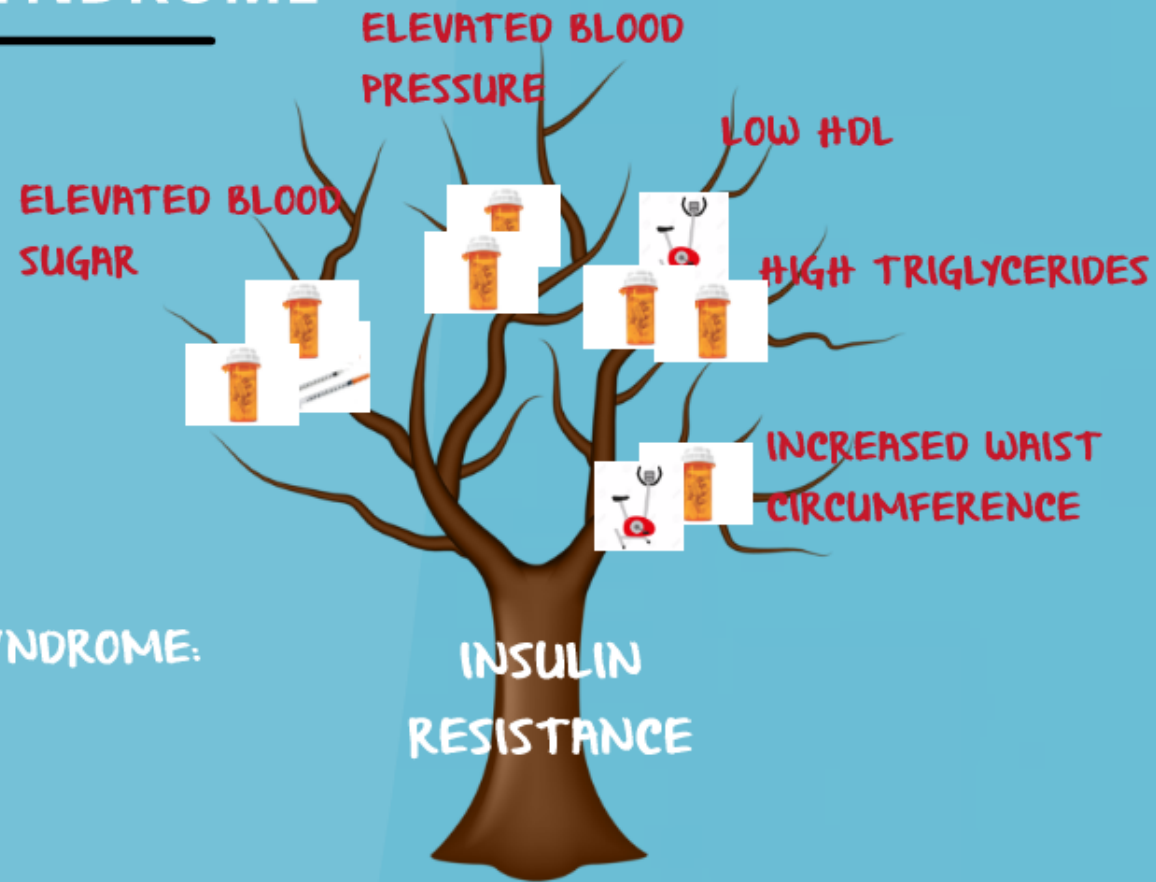 ELEVATED BLOOD
PRESSURE
LOW HDL
ELEVATED BLOOD
SUGAR
HIGH TRIGLYCERIDES
INCREASED WAIST
CIRCUMFERENCE
INSULIN
RESISTANCE